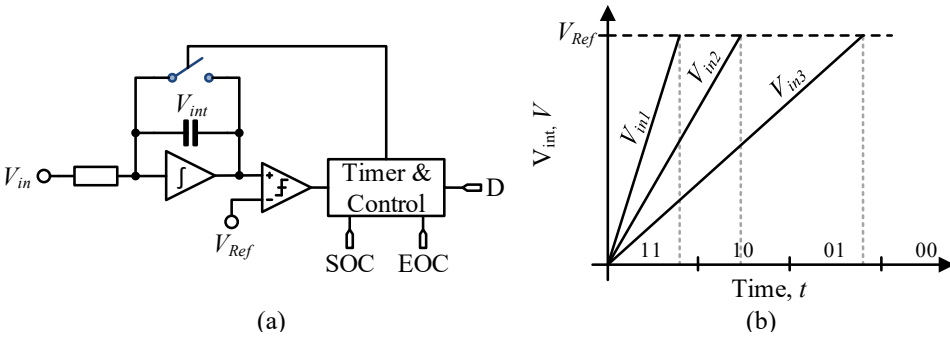 V_int
V_in
∫
+
-
V_Ref
Timer &
Control
D
SOC
EOC
(a)
V_Ref
V_int, V
V_in1
V_in2
V_in3
11 10 01 00
Time, t
(b)